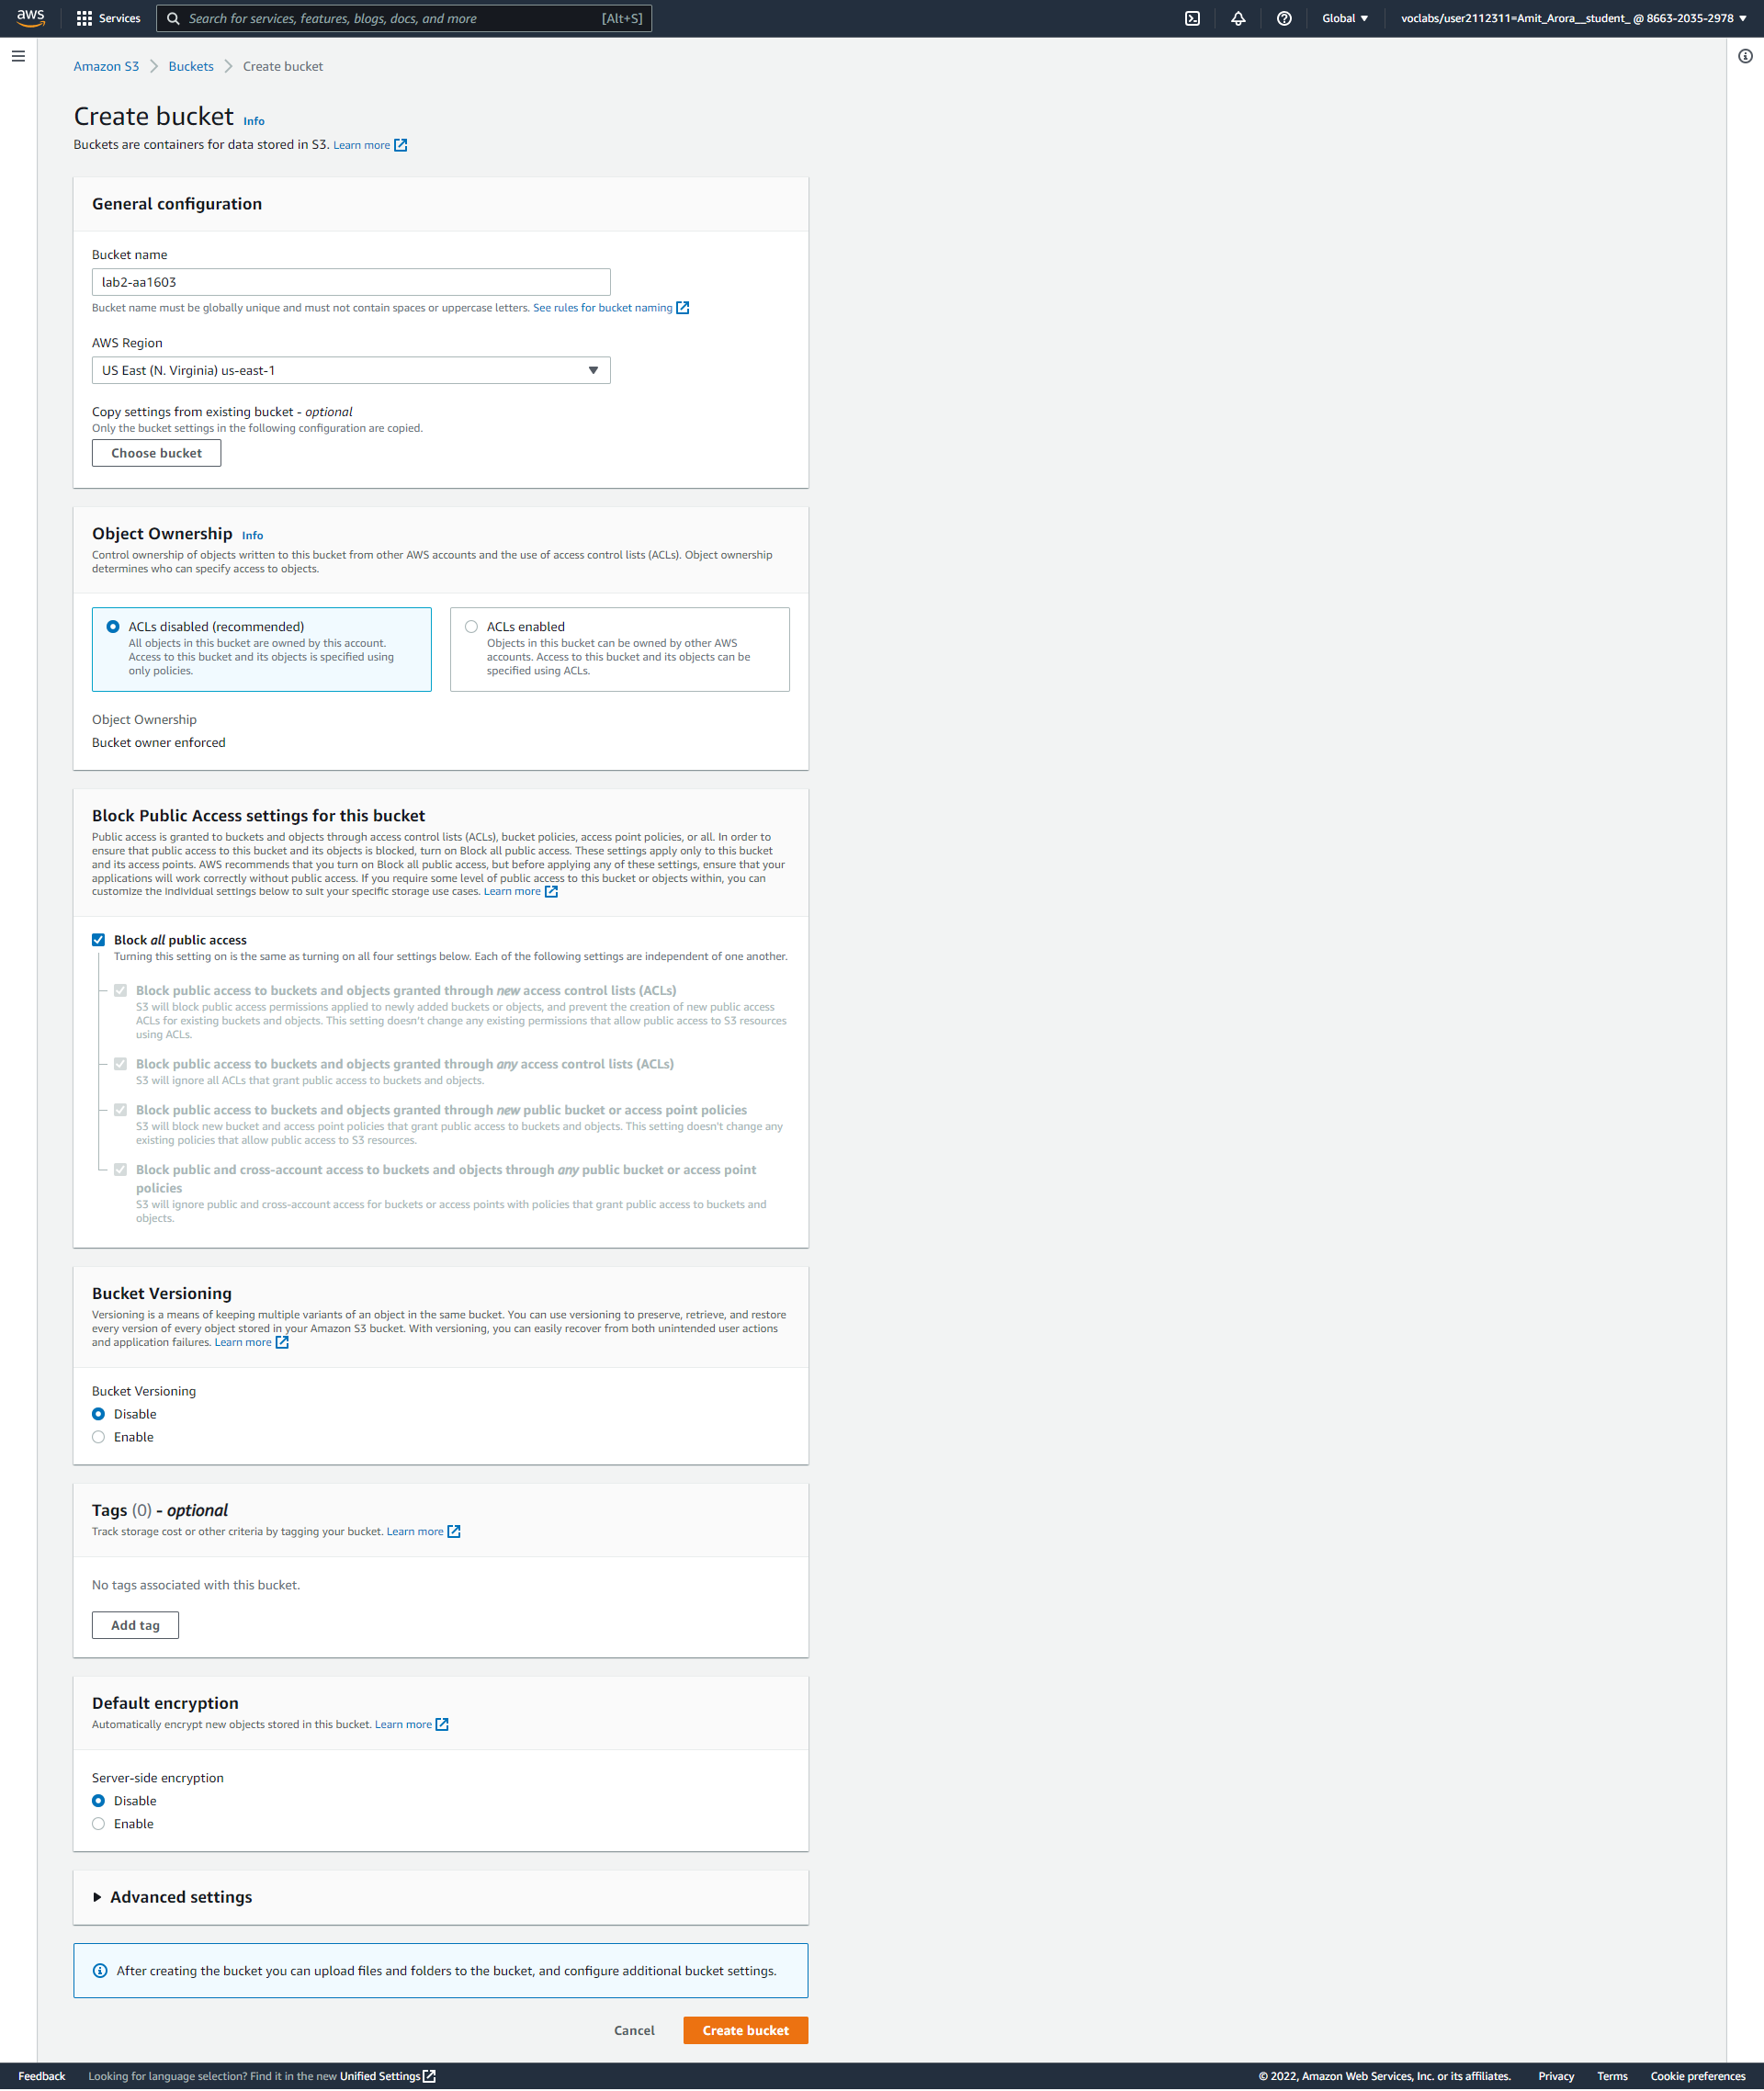 aws
Services
Search for services, features, blogs, docs, and more [Alt+S]
Global
voclabs/user2112311=Amit_Arora__student_ @ 8663-2035-2978
Amazon S3 Buckets Create bucket
Create bucket Info
Buckets are containers for data stored in S3. Learn more
General configuration
Bucket name
lab2-aa1603
Bucket name must be globally unique and must not contain spaces or uppercase letters. See rules for bucket naming
AWS Region
US East (N. Virginia) us-east-1
Copy settings from existing bucket - optional
Only the bucket settings in the following configuration are copied.
Choose bucket
Object Ownership Info
Control ownership of objects written to this bucket from other AWS accounts and the use of access control lists (ACLs). Object ownership
determines who can specify access to objects.
ACLs disabled (recommended)
All objects in this bucket are owned by this account.
Access to this bucket and its objects is specified using
only policies.
ACLs enabled
Objects in this bucket can be owned by other AWS
accounts. Access to this bucket and its objects can be
specified using ACLs.
Object Ownership
Bucket owner enforced
Block Public Access settings for this bucket
Public access is granted to buckets and objects through access control lists (ACLs), bucket policies, access point policies, or all. In order to
ensure that public access to this bucket and its objects is blocked, turn on Block all public access. These settings apply only to this bucket
and its access points. AWS recommends that you turn on Block all public access, but before applying any of these settings, ensure that your
applications will work correctly without public access. If you require some level of public access to this bucket or objects within, you can
customize the individual settings below to suit your specific storage use cases. Learn more
Block all public access
Turning this setting on is the same as turning on all four settings below. Each of the following settings are independent of one another.
Block public access to buckets and objects granted through new access control lists (ACLs)
S3 will block public access permissions applied to newly added buckets or objects, and prevent the creation of new public access
ACLs for existing buckets and objects. This setting doesn't change any existing permissions that allow public access to S3 resources
using ACLs.
Block public access to buckets and objects granted through any access control lists (ACLs)
S3 will ignore all ACLs that grant public access to buckets and objects.
Block public access to buckets and objects granted through new public bucket or access point policies
S3 will block new bucket and access point policies that grant public access to buckets and objects. This setting doesn't change any
existing policies that allow public access to S3 resources.
Block public and cross-account access to buckets and objects through any public bucket or access point
policies
S3 will ignore public and cross-account access for buckets or access points with policies that grant public access to buckets and
objects.
Bucket Versioning
Versioning is a means of keeping multiple variants of an object in the same bucket. You can use versioning to preserve, retrieve, and restore
every version of every object stored in your Amazon S3 bucket. With versioning, you can easily recover from both unintended user actions
and application failures. Learn more
Bucket Versioning
Disable
Enable
Tags (0) - optional
Track storage cost or other criteria by tagging your bucket. Learn more
No tags associated with this bucket.
Add tag
Default encryption
Automatically encrypt new objects stored in this bucket. Learn more
Server-side encryption
Disable
Enable
Advanced settings
After creating the bucket you can upload files and folders to the bucket, and configure additional bucket settings.
Cancel
Create bucket
Feedback
Looking for language selection? Find it in the new Unified Settings
© 2022, Amazon Web Services, Inc. or its affiliates.
Privacy
Terms
Cookie preferences